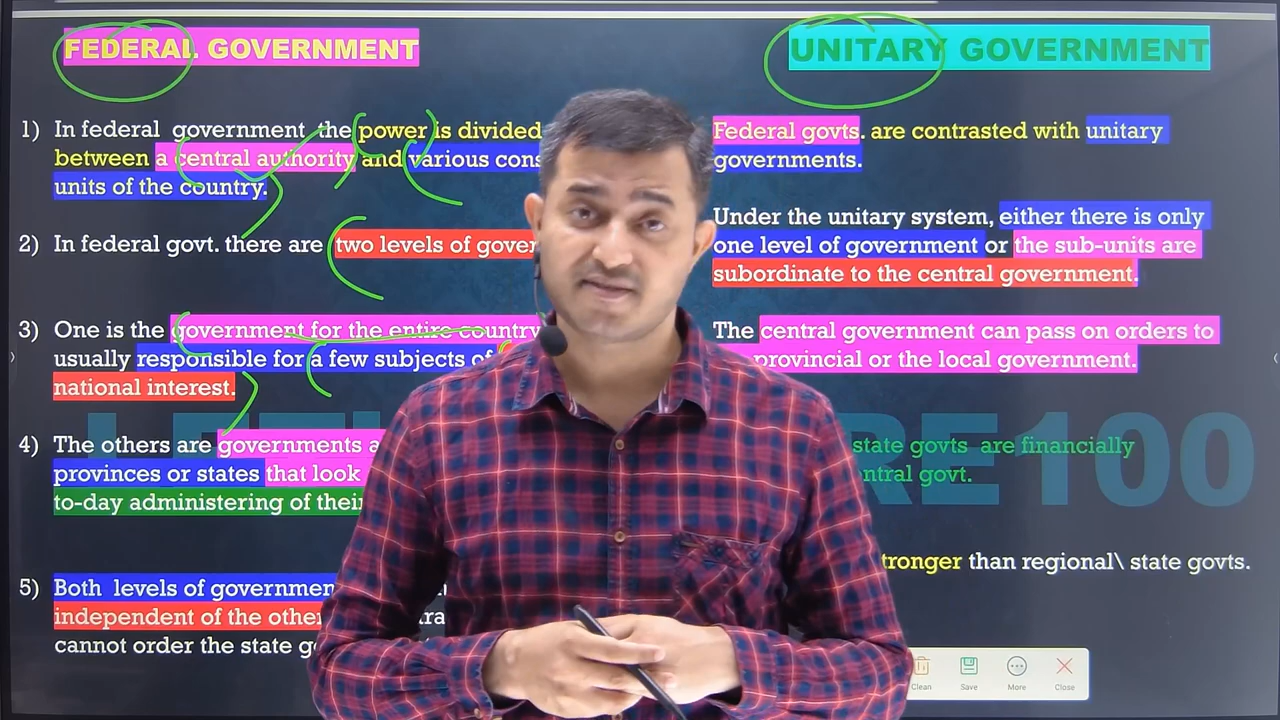 FEDERAL GOVERNMENT
1) In federal government the power is divided
between a central authority and various cons
units of the country.
2) In federal govt. there are two levels of gover
3) One is the government for the entire country
usually responsible for a few subjects of
national interest.
4) The others are governments a
provinces or states that look
to-day administering of their
5) Both levels of governmen
independent of the othe tra
cannot order the state g
UNITARY GOVERNMENT
Federal govts. are contrasted with unitary
governments.
Under the unitary system, either there is only
one level of government or the sub-units are
subordinate to the central government.
The central government can pass on orders to
provincial or the local government.
state govts are financially
ntral govt.
tronger than regional\ state govts.
RE100
Clean Save More Close